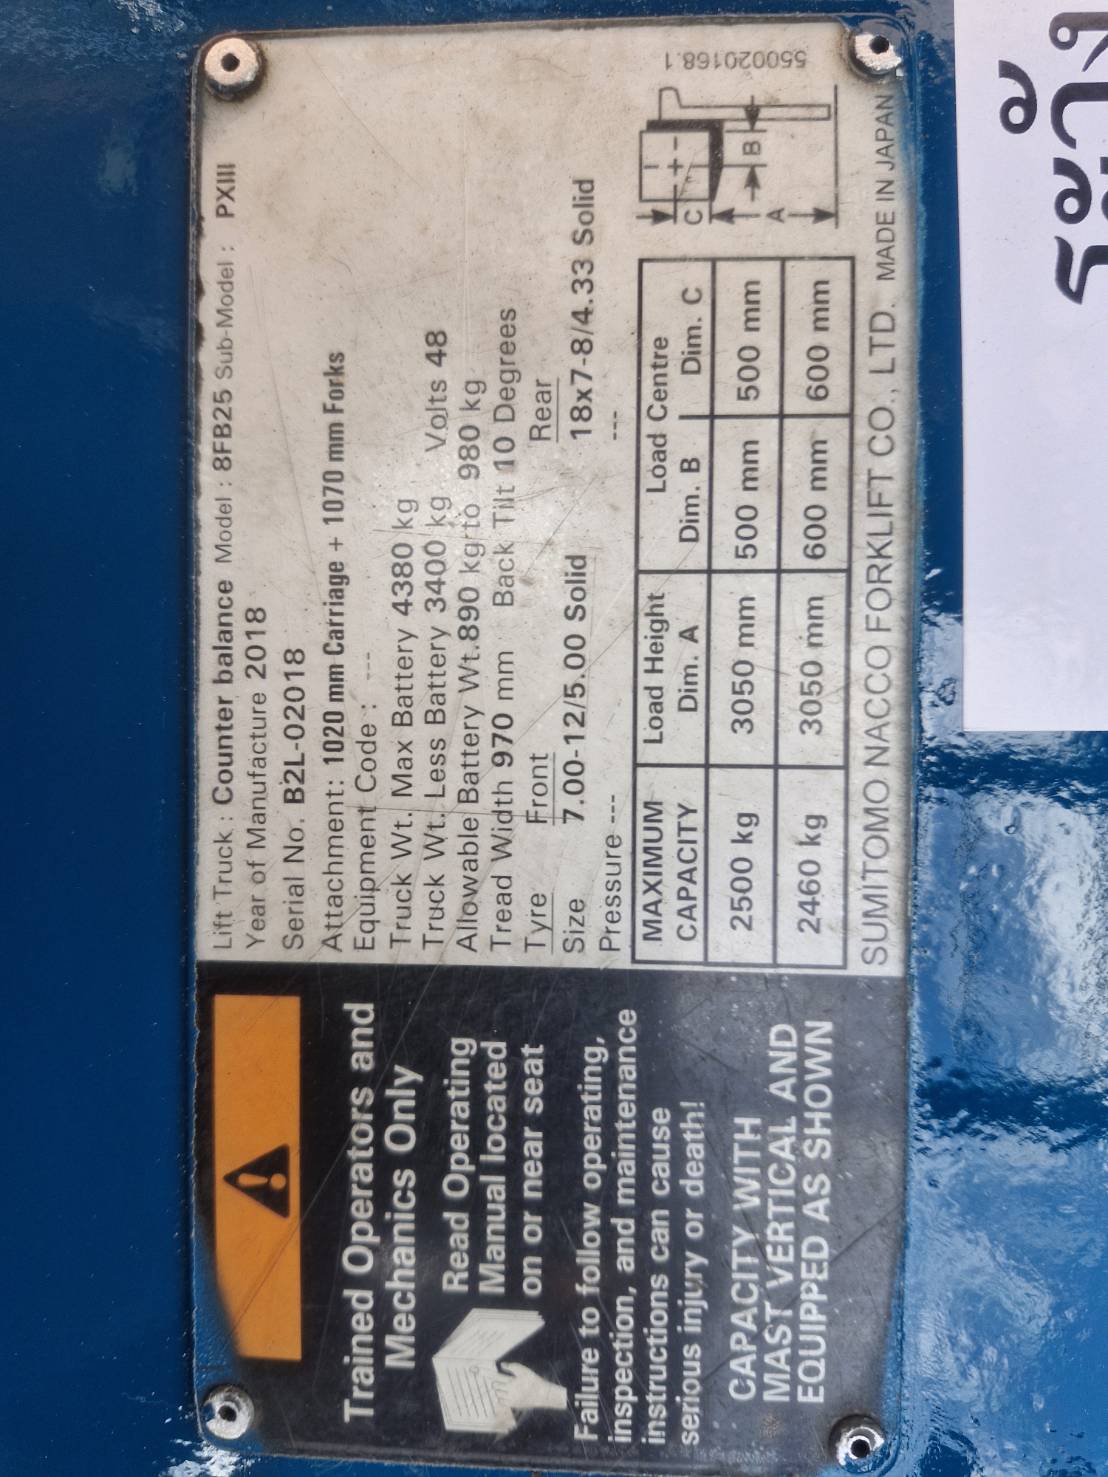 Trained Operators and
Mechanics Only
Read Operating
Manual located
on or near seat
Failure to follow operating,
inspection, and maintenance
instructions can cause
serious injury or death!
CAPACITY WITH
MAST VERTICAL AND
EQUIPPED AS SHOWN
Lift Truck : Counter balance Model : 8FB25 Sub-Model : PXIII
Year of Manufacture 2018
Serial No. B2L-02018
Attachment: 1020 mm Carriage + 1070 mm Forks
Equipment Code : ---
Truck Wt. Max Battery 4380 kg
Truck Wt. Less Battery 3400 kg Volts 48
Allowable Battery Wt.890 kg to 980 kg
Tread Width 970 mm Back Tilt 10 Degrees
Tyre Front Rear
Size 7.00-12/5.00 Solid 18x7-8/4.33 Solid
Pressure --- ---
MAXIMUM Load Height Load Centre
CAPACITY Dim. A Dim. B Dim. C
2500 kg 3050 mm 500 mm 500 mm
2460 kg 3050 mm 600 mm 600 mm
SUMITOMO NACCO FORKLIFT CO., LTD. MADE IN JAPAN
550020168.1
C
B
A
ระวัง